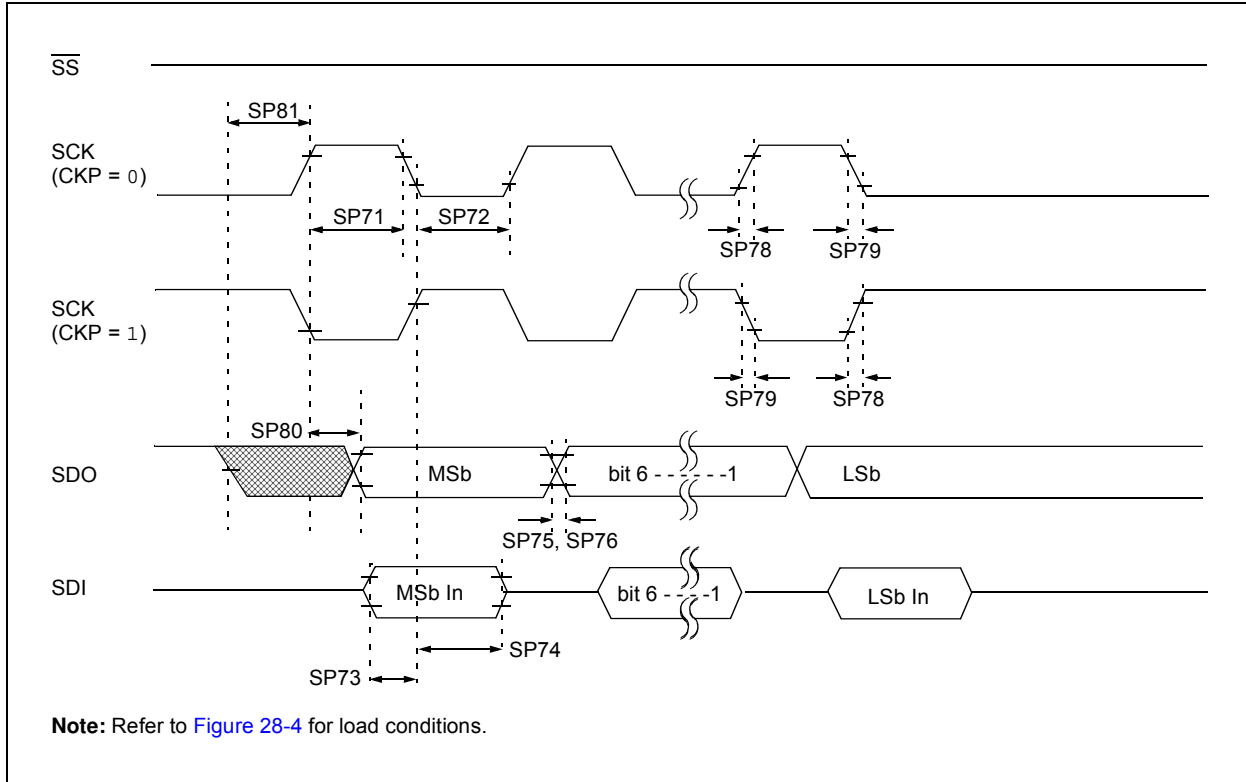 SS
SP81
SCK
(CKP = 0)
SP71
SP72
SP78
SP79
SCK
(CKP = 1)
SP79
SP78
SP80
SDO
MSb
bit 6 - - - - - -1
LSb
SP75, SP76
SDI
MSb In
bit 6 - - - - -1
LSb In
SP74
SP73
Note: Refer to Figure 28-4 for load conditions.